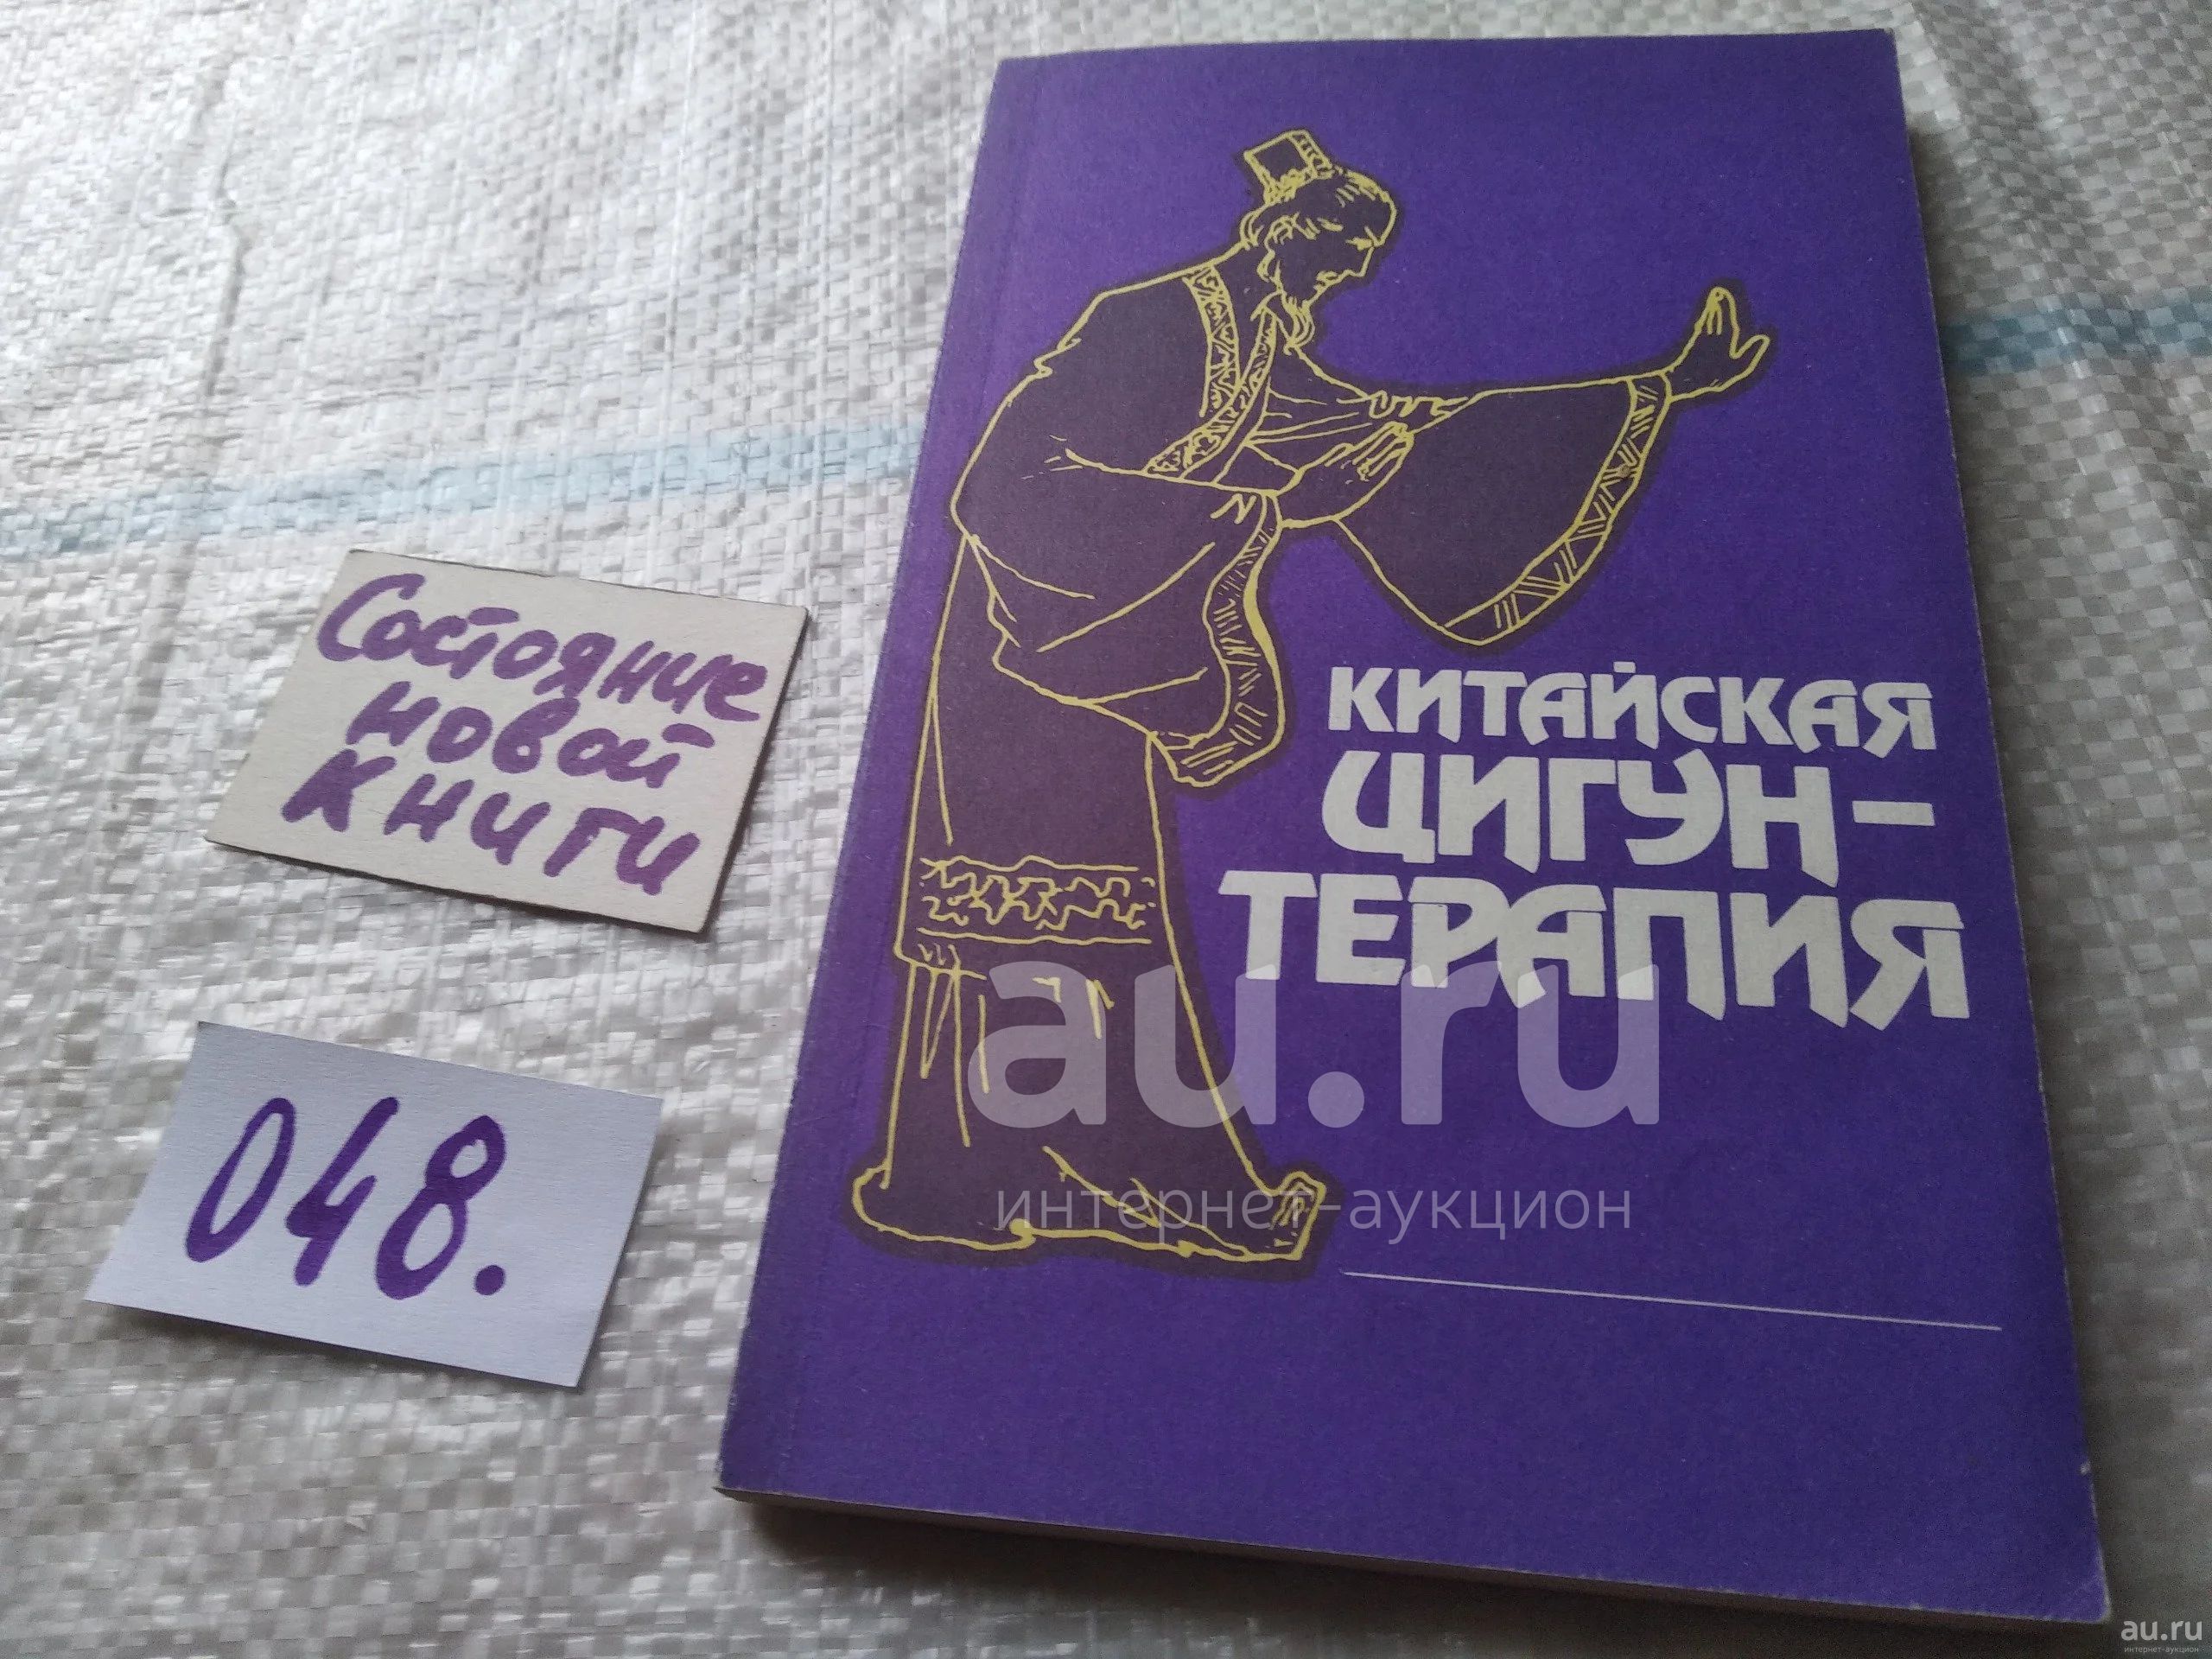 Состояние
новой
книги
048.
КИТАЙСКАЯ
ЦИГУН-
ТЕРАПИЯ
au.ru
интернет-аукцион
au.ru
интернет-аукцион